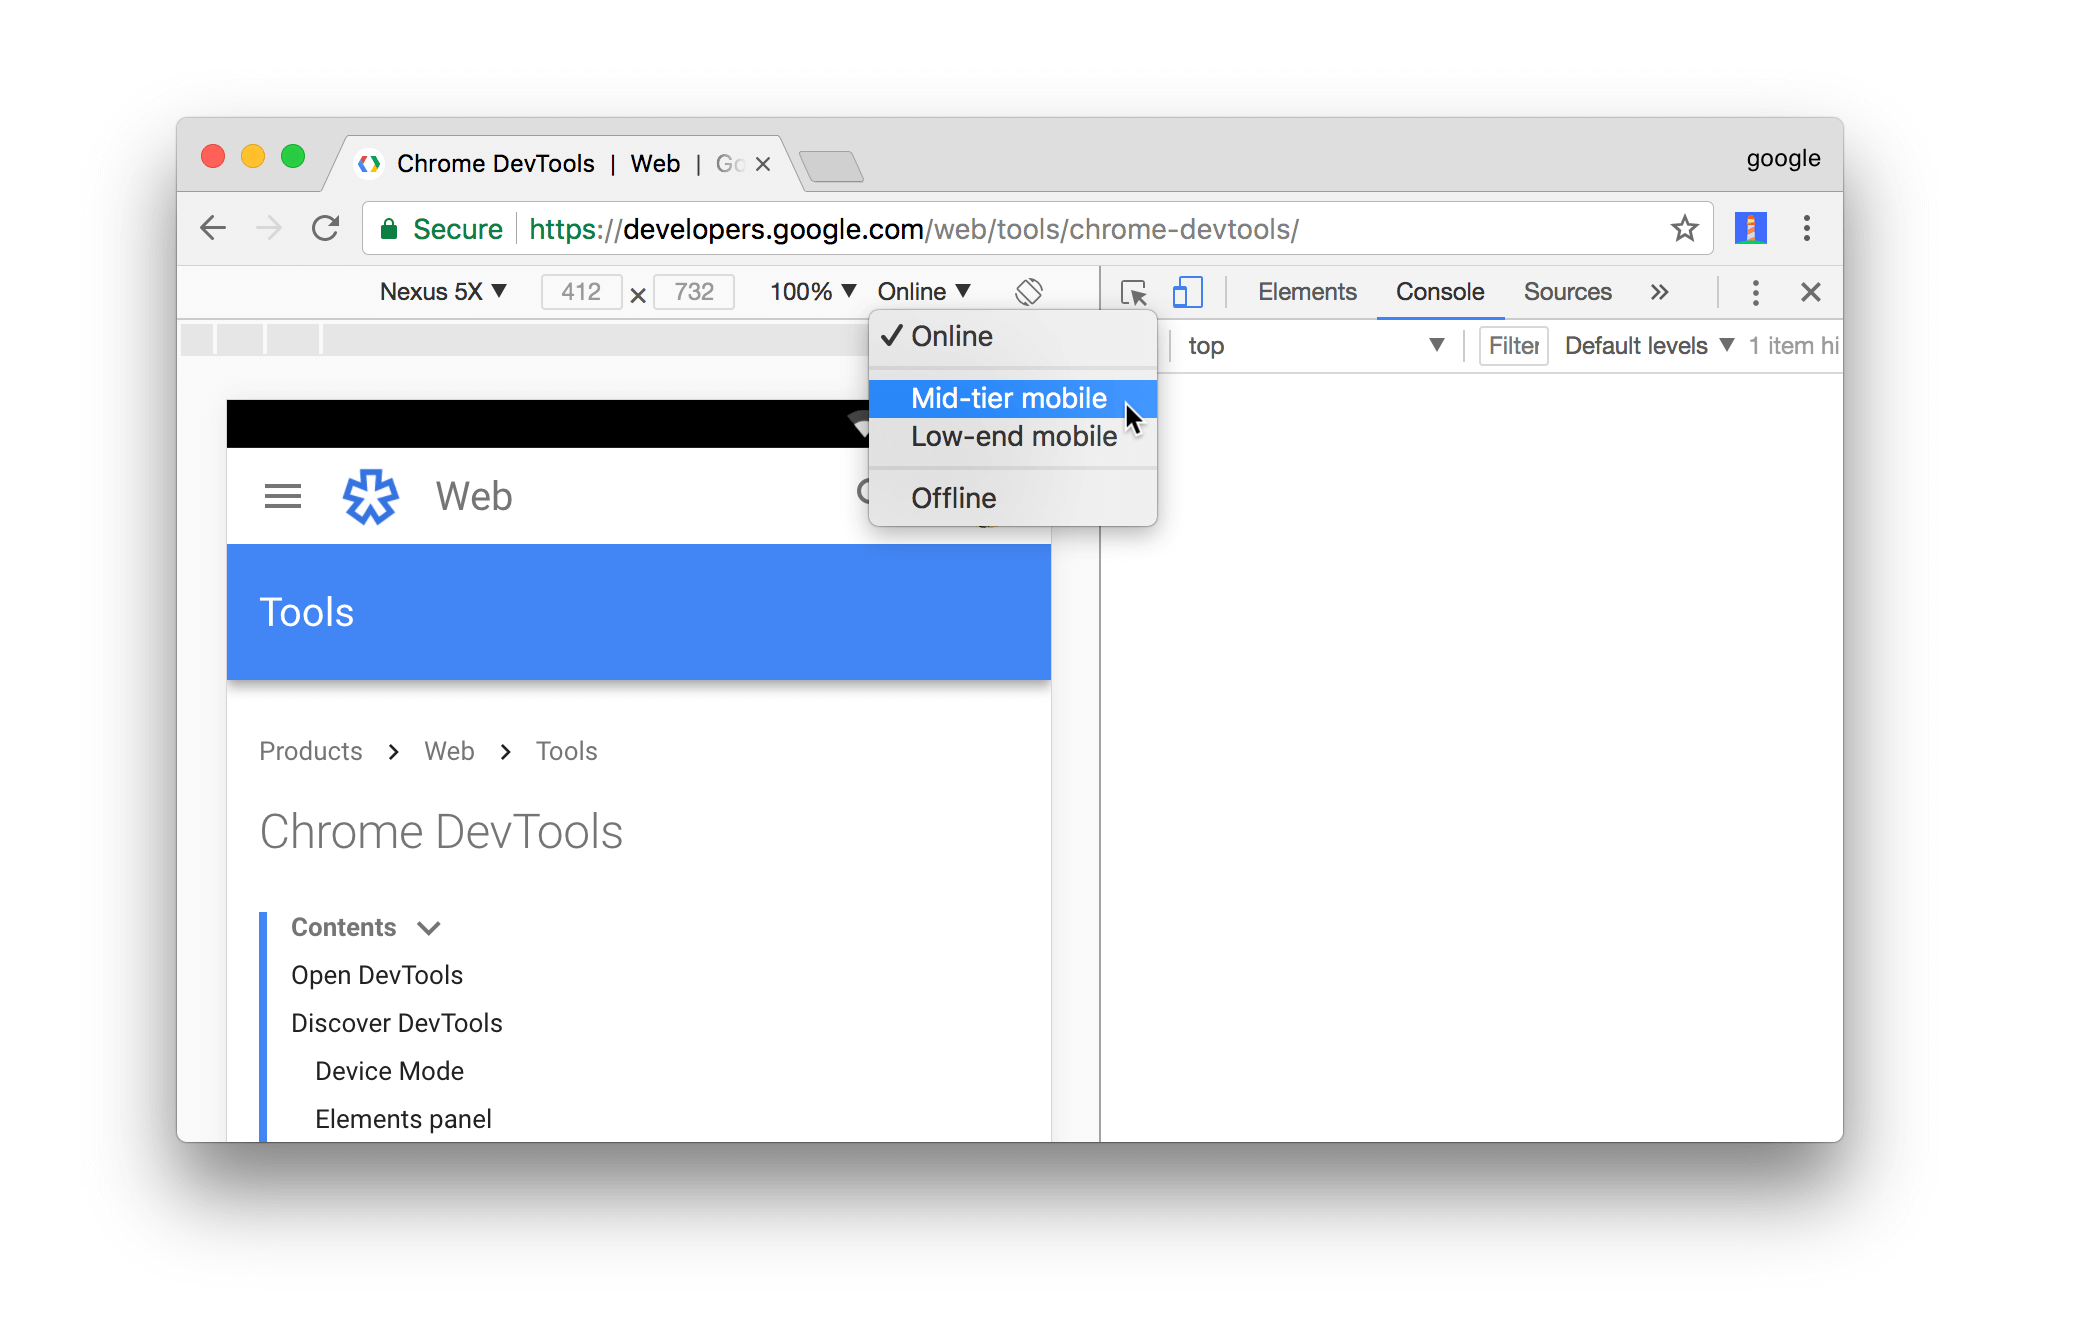 Chrome DevTools | Web |
google
Secure https://developers.google.com/web/tools/chrome-devtools/
Nexus 5X 412 × 732 100% Online
Elements Console Sources
Online
Mid-tier mobile
Low-end mobile
Offline
top Filter Default levels 1 item
Web
Tools
Products > Web > Tools
Chrome DevTools
Contents
Open DevTools
Discover DevTools
Device Mode
Elements panel